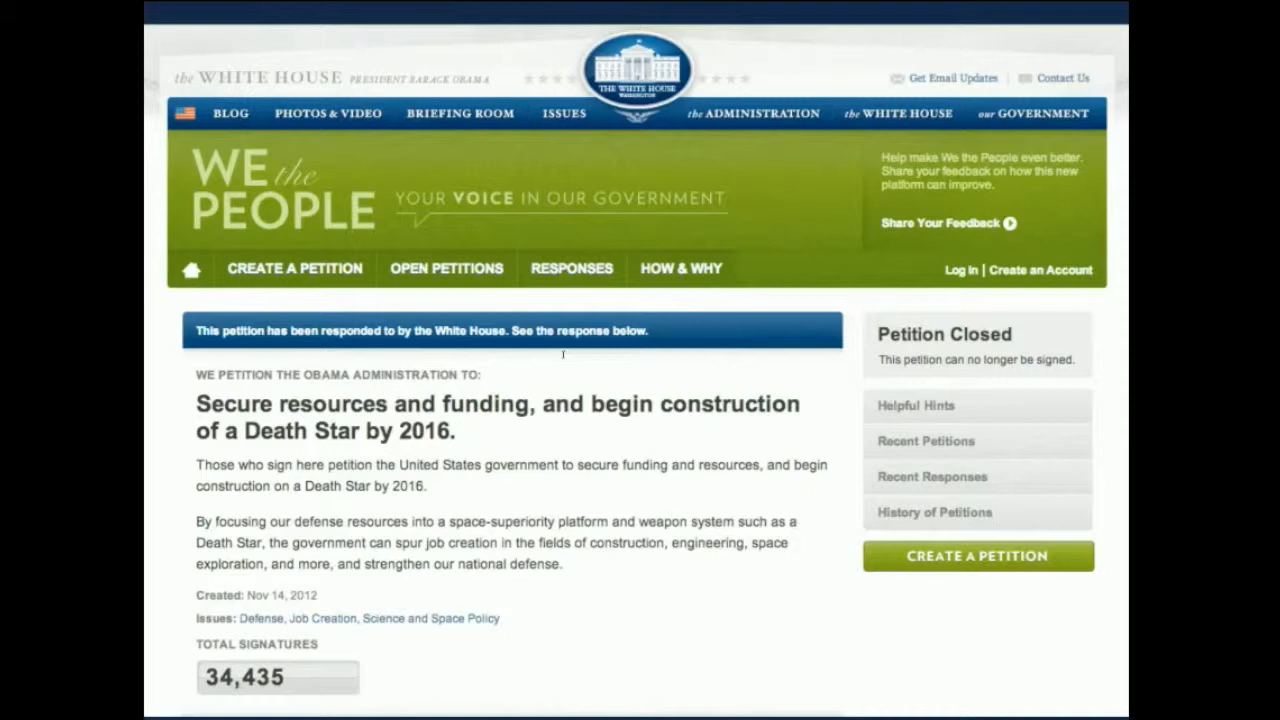 the WHITE HOUSE PRESIDENT BARACK OBAMA
THE WHITE HOUSE
WASHINGTON
Get Email Updates
Contact Us
BLOG
PHOTOS & VIDEO
BRIEFING ROOM
ISSUES
the ADMINISTRATION
the WHITE HOUSE
our GOVERNMENT
WE the
PEOPLE
YOUR VOICE IN OUR GOVERNMENT
Help make We the People even better.
Share your feedback on how this new
platform can improve.
Share Your Feedback
CREATE A PETITION
OPEN PETITIONS
RESPONSES
HOW & WHY
Log In | Create an Account
This petition has been responded to by the White House. See the response below.
WE PETITION THE OBAMA ADMINISTRATION TO:
Secure resources and funding, and begin construction
of a Death Star by 2016.
Those who sign here petition the United States government to secure funding and resources, and begin
construction on a Death Star by 2016.
By focusing our defense resources into a space-superiority platform and weapon system such as a
Death Star, the government can spur job creation in the fields of construction, engineering, space
exploration, and more, and strengthen our national defense.
Created: Nov 14, 2012
Issues: Defense, Job Creation, Science and Space Policy
TOTAL SIGNATURES
34,435
Petition Closed
This petition can no longer be signed.
Helpful Hints
Recent Petitions
Recent Responses
History of Petitions
CREATE A PETITION